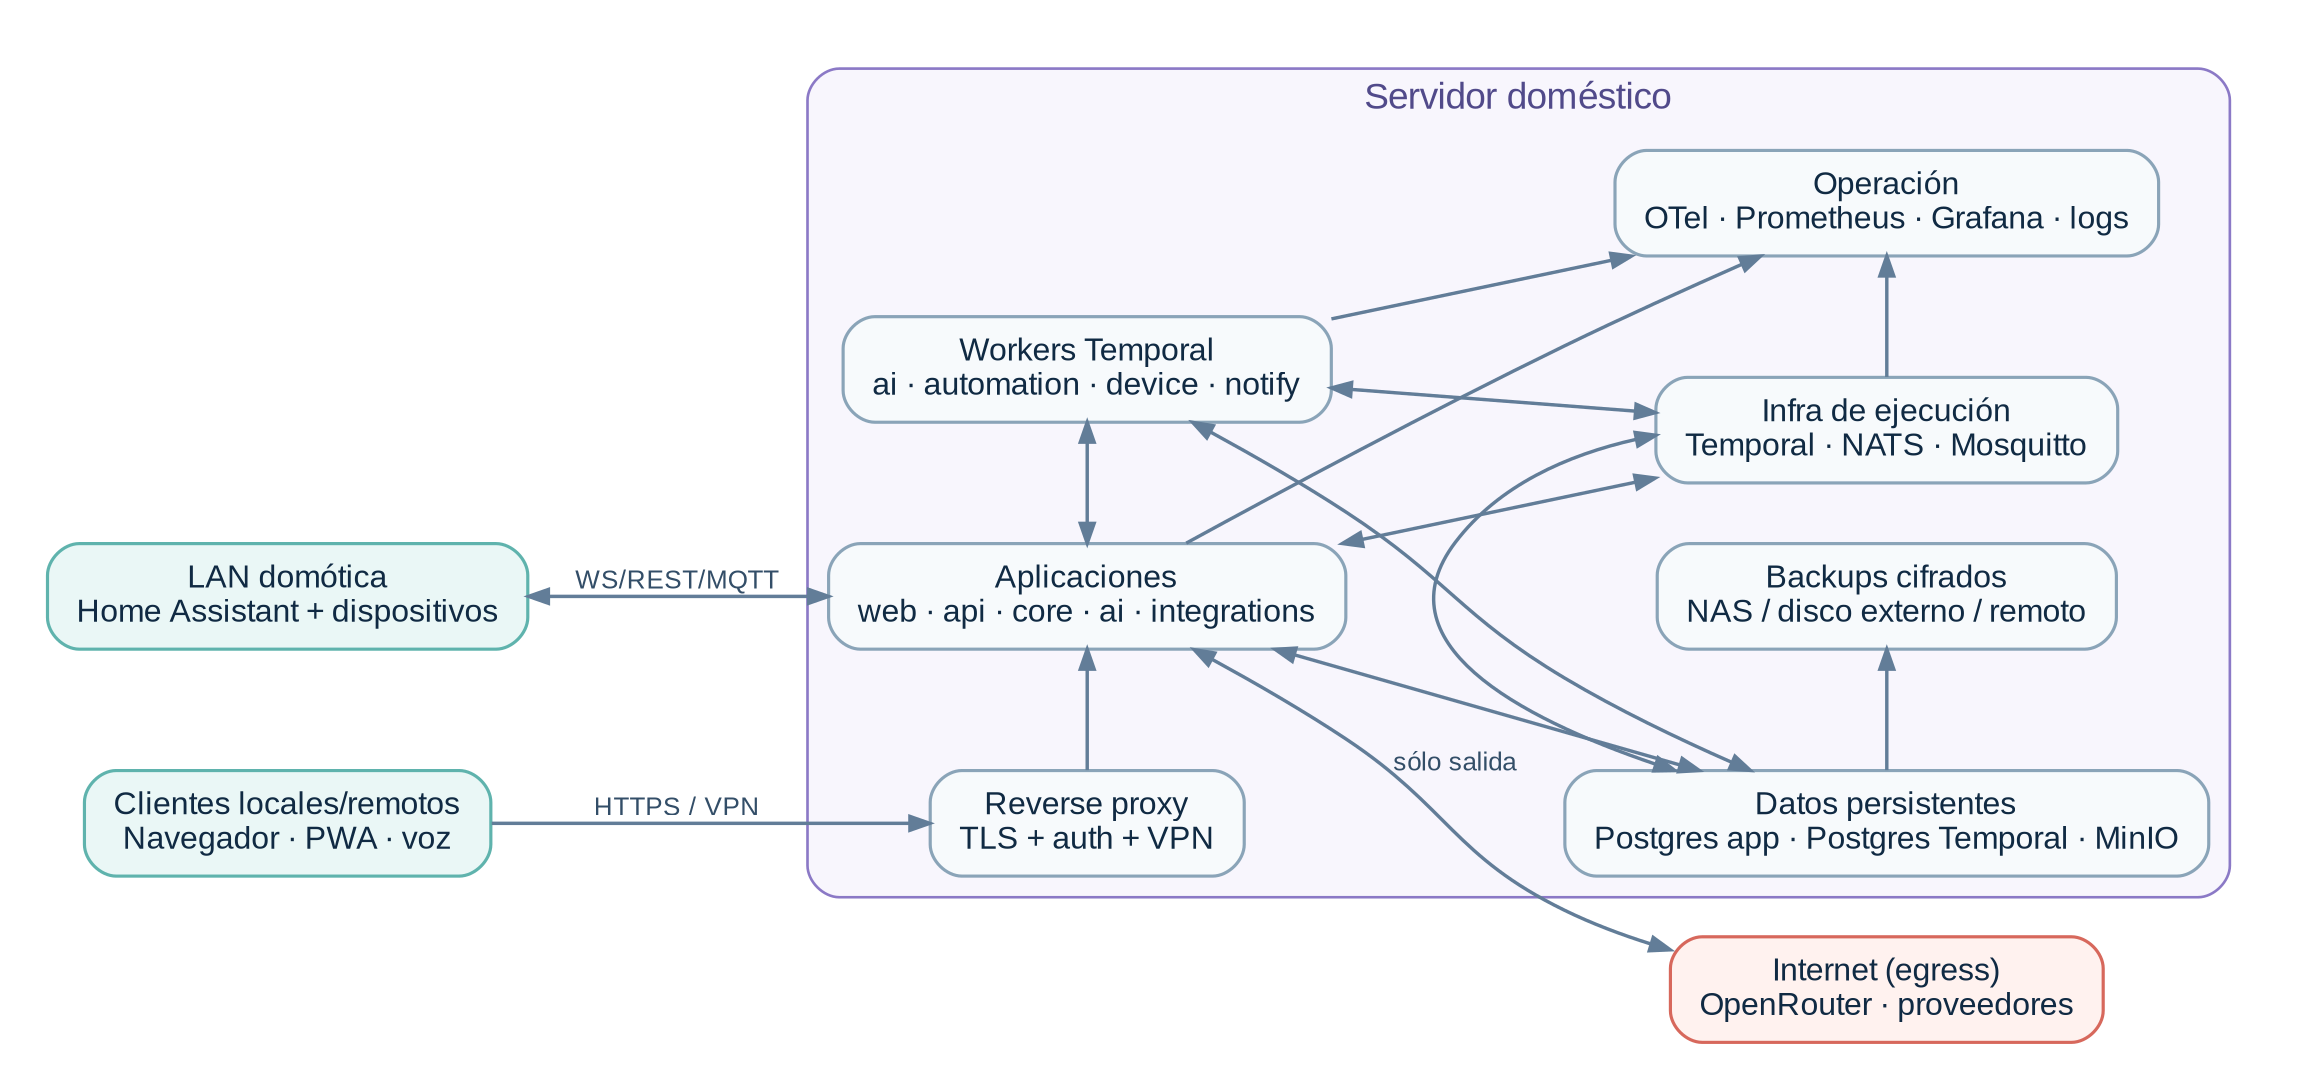 Servidor doméstico
Operación
OTel · Prometheus · Grafana · logs
Workers Temporal
ai · automation · device · notify
Infra de ejecución
Temporal · NATS · Mosquitto
LAN domótica
Home Assistant + dispositivos
WS/REST/MQTT
Aplicaciones
web · api · core · ai · integrations
Backups cifrados
NAS / disco externo / remoto
sólo salida
Clientes locales/remotos
Navegador · PWA · voz
HTTPS / VPN
Reverse proxy
TLS + auth + VPN
Datos persistentes
Postgres app · Postgres Temporal · MinIO
Internet (egress)
OpenRouter · proveedores